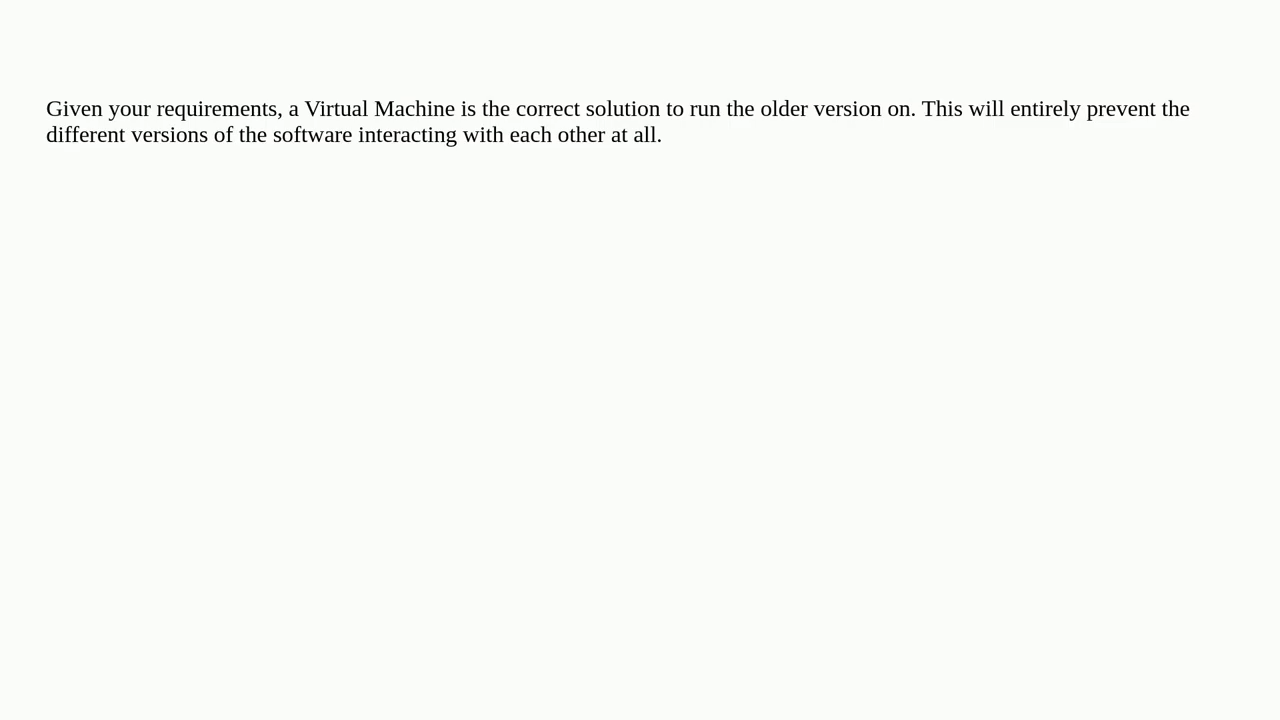 Given your requirements, a Virtual Machine is the correct solution to run the older version on. This will entirely prevent the
different versions of the software interacting with each other at all.